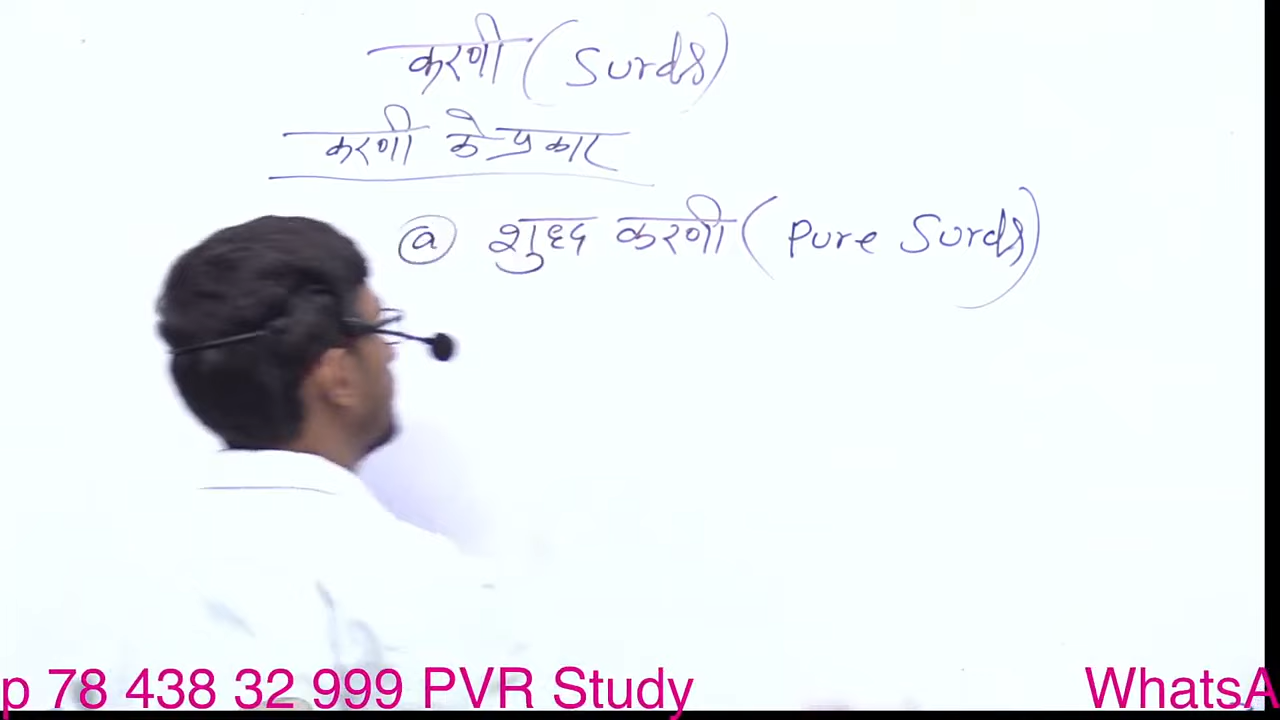 करणी (Surds)
करणी के प्रकार
ⓐ शुध्द करणी (Pure Surds)
p 78 438 32 999 PVR Study WhatsA